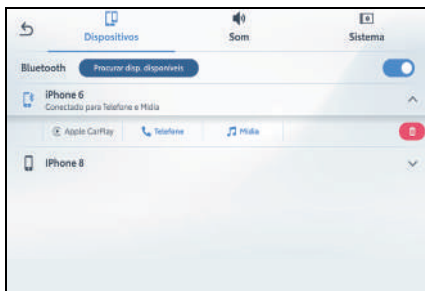 Dispositivos
Som
Sistema
Bluetooth
Procurar disp. disponíveis
iPhone 6
Conectado para Telefone e Mídia
Apple CarPlay
Telefone
Mídia
iPhone 8